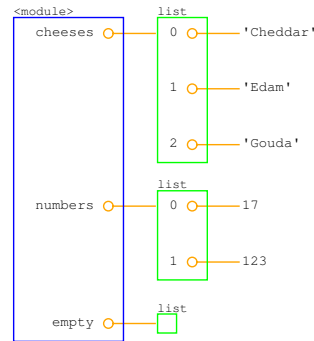 <module> list
cheeses 0 'Cheddar'
1 'Edam'
2 'Gouda'
list
numbers 0 17
1 123
list
empty